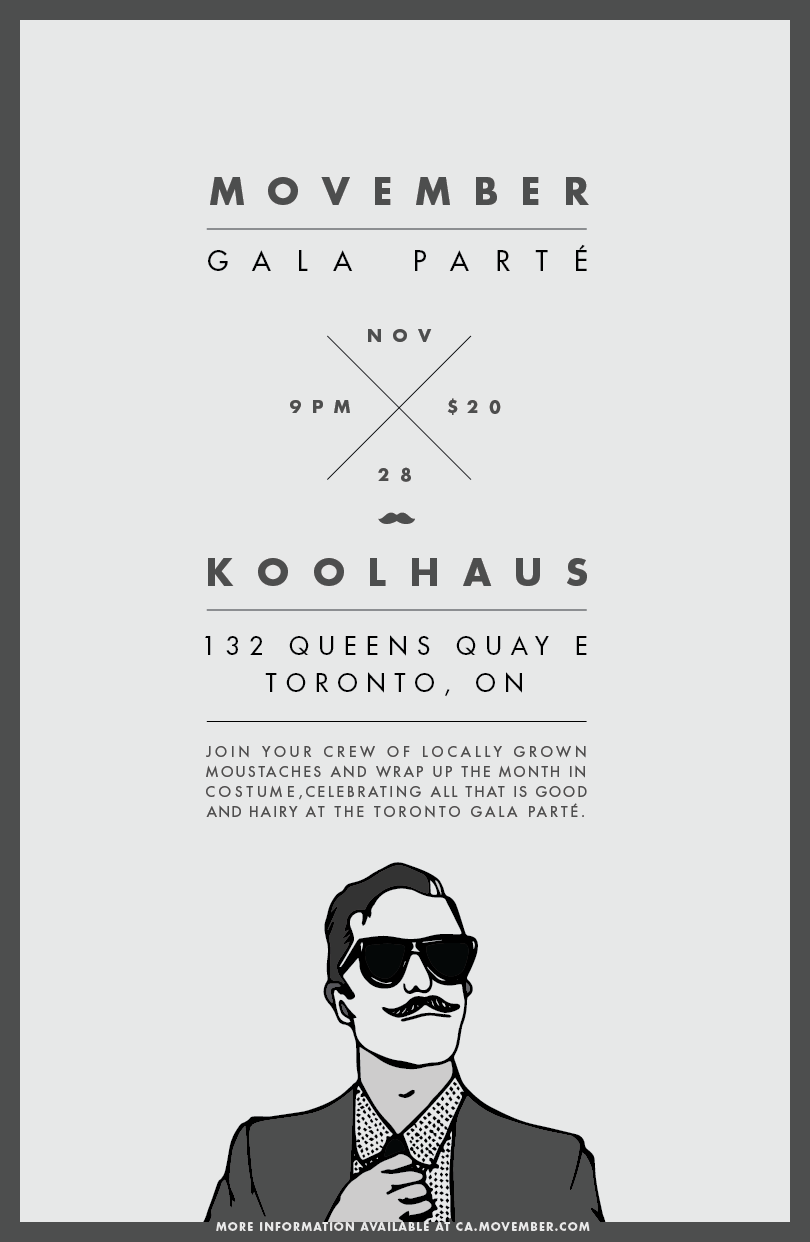 MOVEMBER
GALA PARTÉ
NOV
9PM $20
28
KOOLHAUS
132 QUEENS QUAY E
TORONTO, ON
JOIN YOUR CREW OF LOCALLY GROWN
MOUSTACHES AND WRAP UP THE MONTH IN
COSTUME,CELEBRATING ALL THAT IS GOOD
AND HAIRY AT THE TORONTO GALA PARTÉ.
MORE INFORMATION AVAILABLE AT CA.MOVEMBER.COM